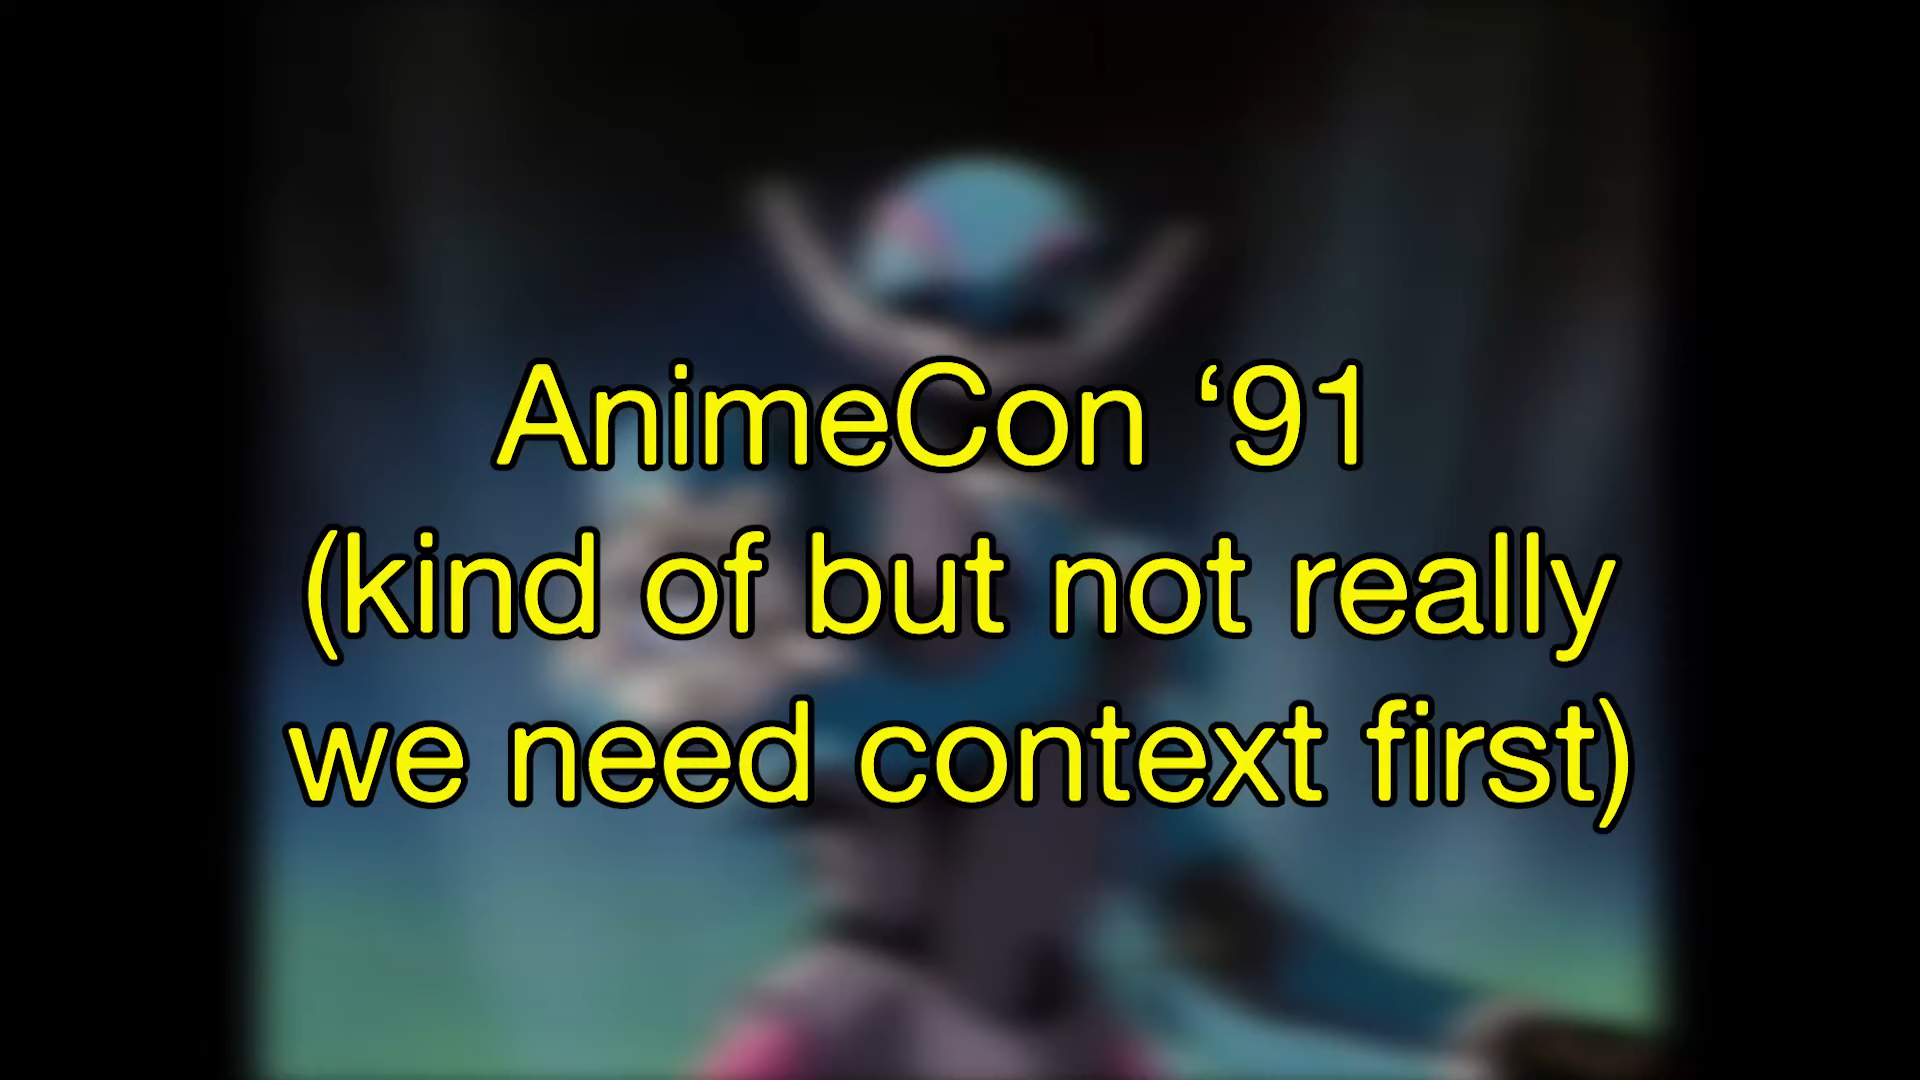 AnimeCon ‘91
(kind of but not really
we need context first)